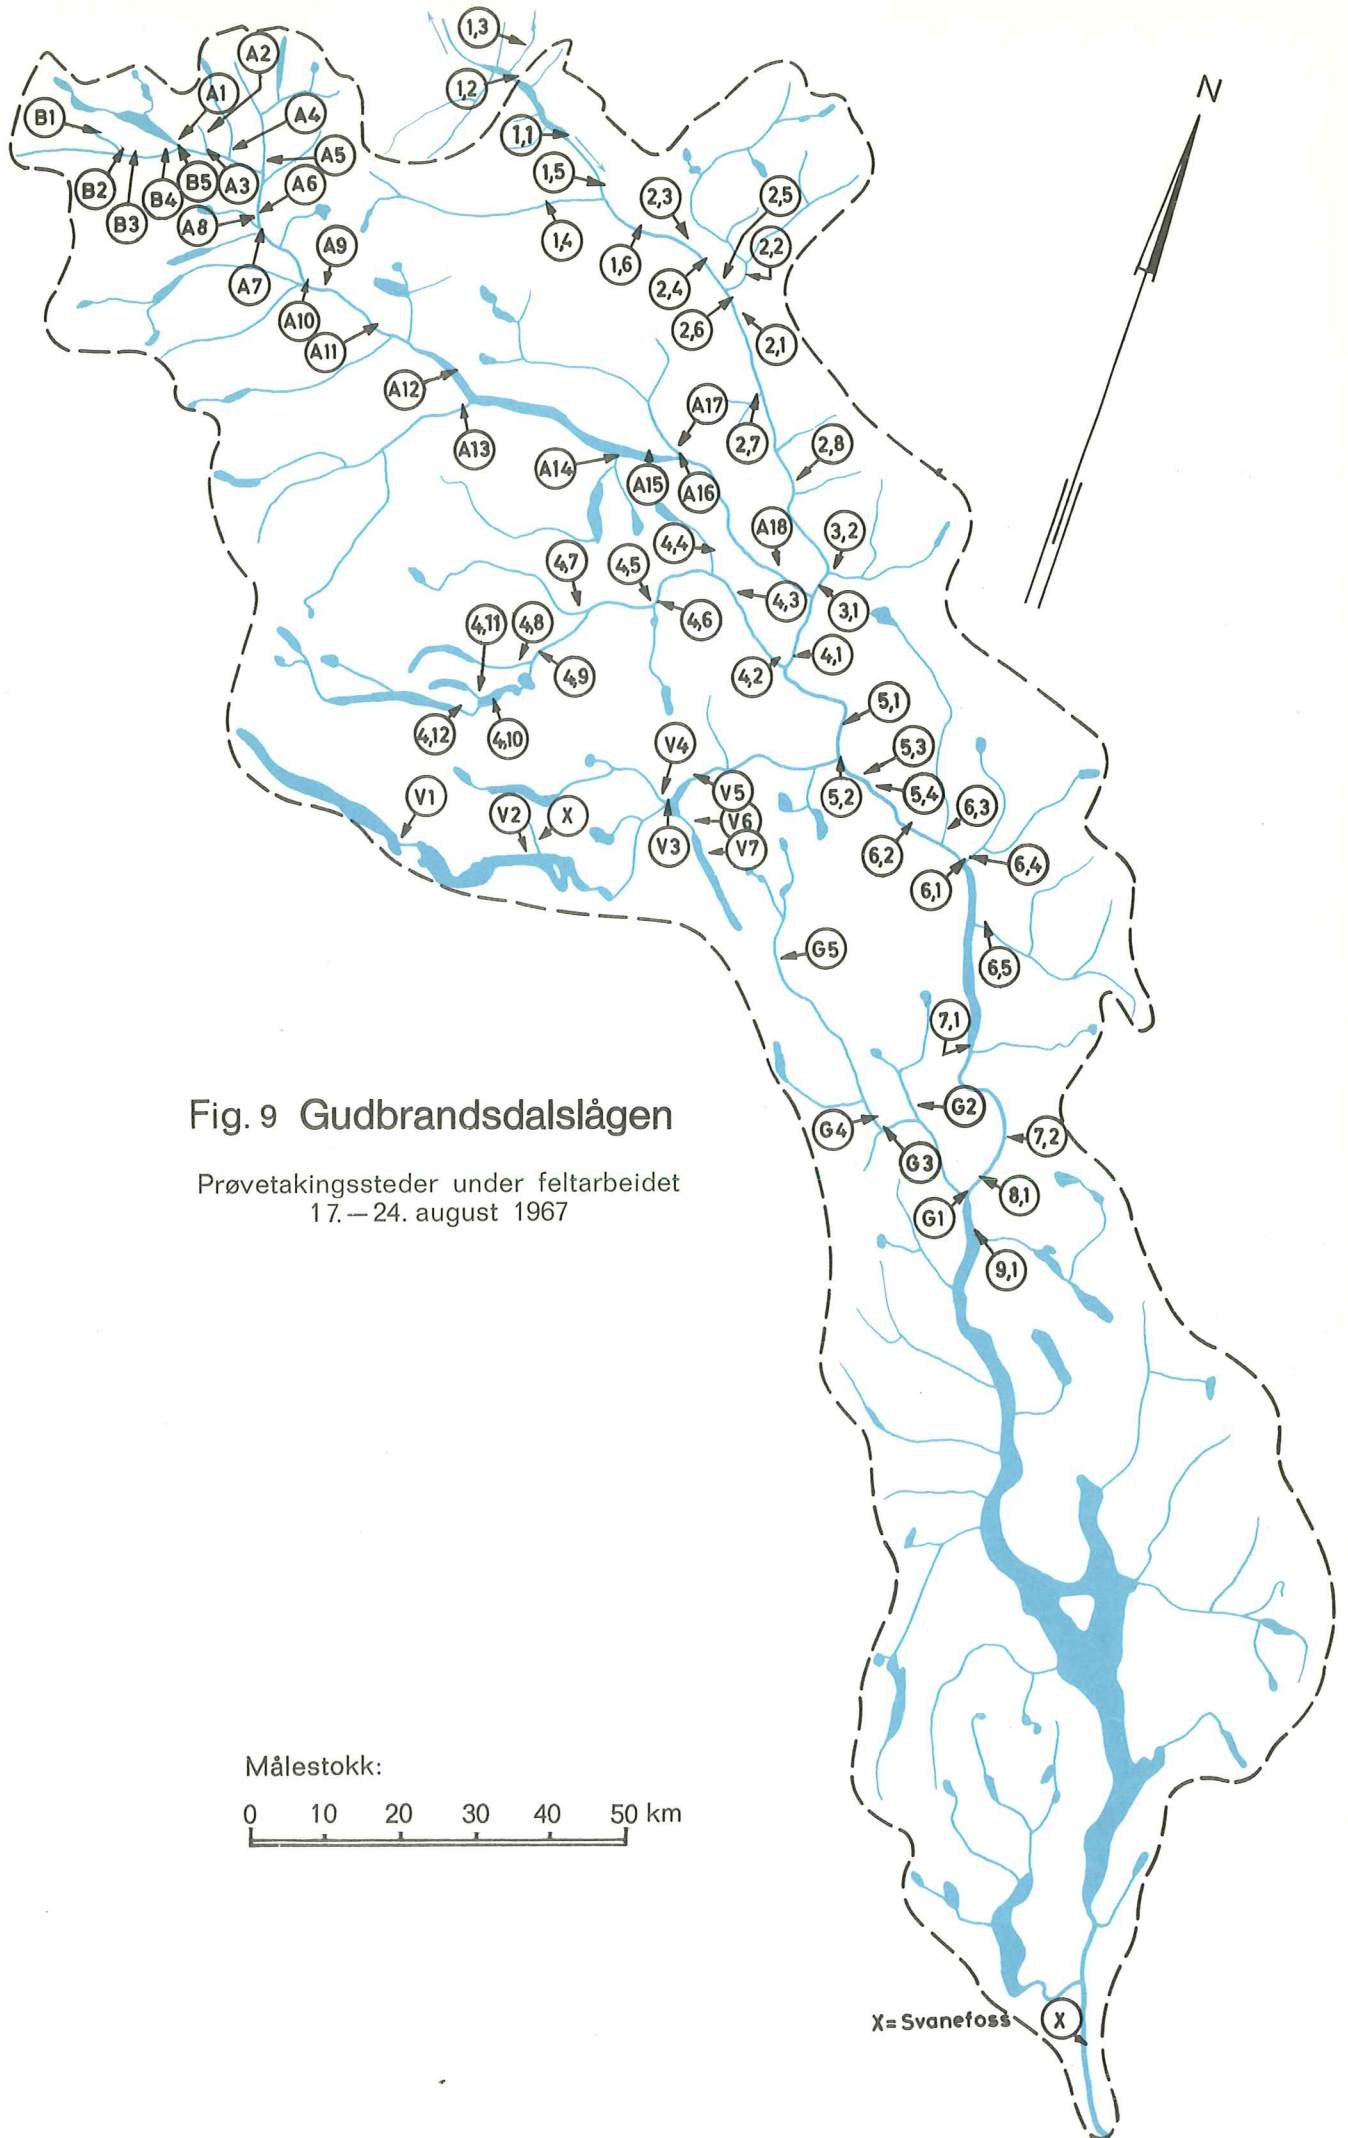 1,3
A2
N
1,2
A1
B1
A4
1,1
A5
1,5
B2
B4
B5
A3
A6
2,3
2,5
B3
A8
1,4
2,2
A9
1,6
A7
2,4
A10
2,6
A11
2,1
A12
A17
A13
2,7
2,8
A14
A15
A16
A18
3,2
4,4
4,7
4,5
4,3
3,1
4,11
4,8
4,6
4,1
4,9
4,2
4,12
4,10
5,1
V4
5,3
V1
V5
5,2
5,4
6,3
V2
X
V6
V3
V7
6,2
6,4
6,1
G5
6,5
7,1
G2
Fig. 9 Gudbrandsdalslågen
G4
7,2
G3
Prøvetakingssteder under feltarbeidet
17.—24. august 1967
8,1
G1
9,1
Målestokk:
0 10 20 30 40 50 km
X= Svanefoss
X